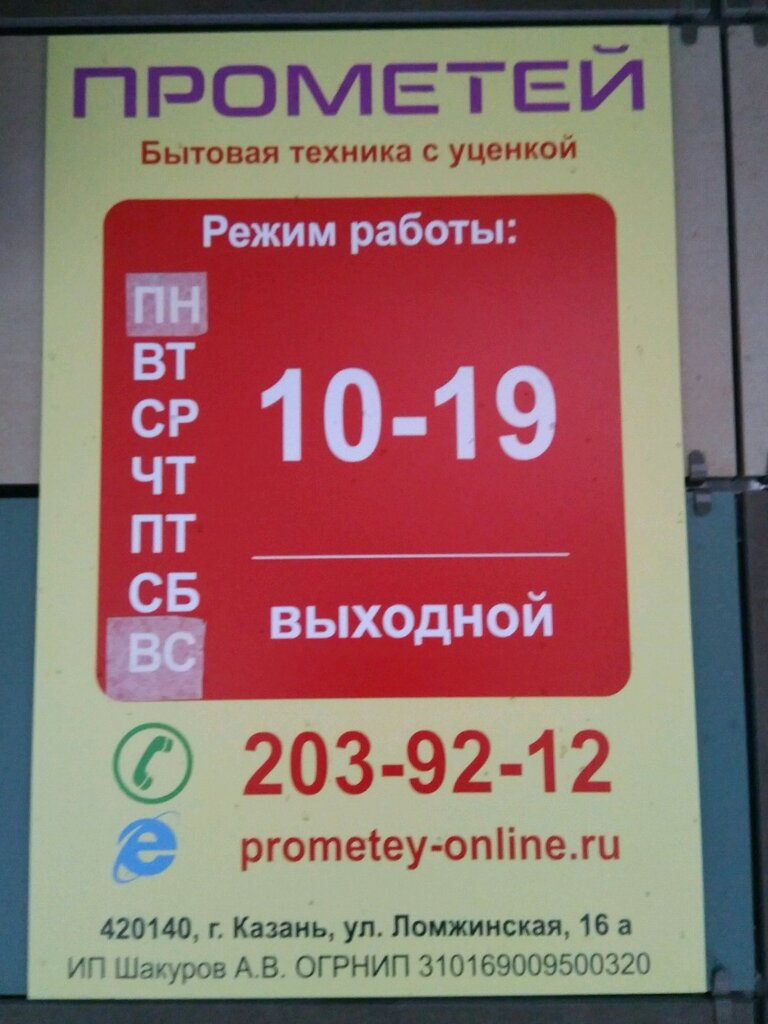 ПРОМЕТЕЙ
Бытовая техника с уценкой
Режим работы:
ПН
ВТ
СР
ЧТ
ПТ
СБ
ВС
10-19
выходной
203-92-12
prometey-online.ru
420140, г. Казань, ул. Ломжинская, 16 а
ИП Шакуров А.В. ОГРНИП 310169009500320